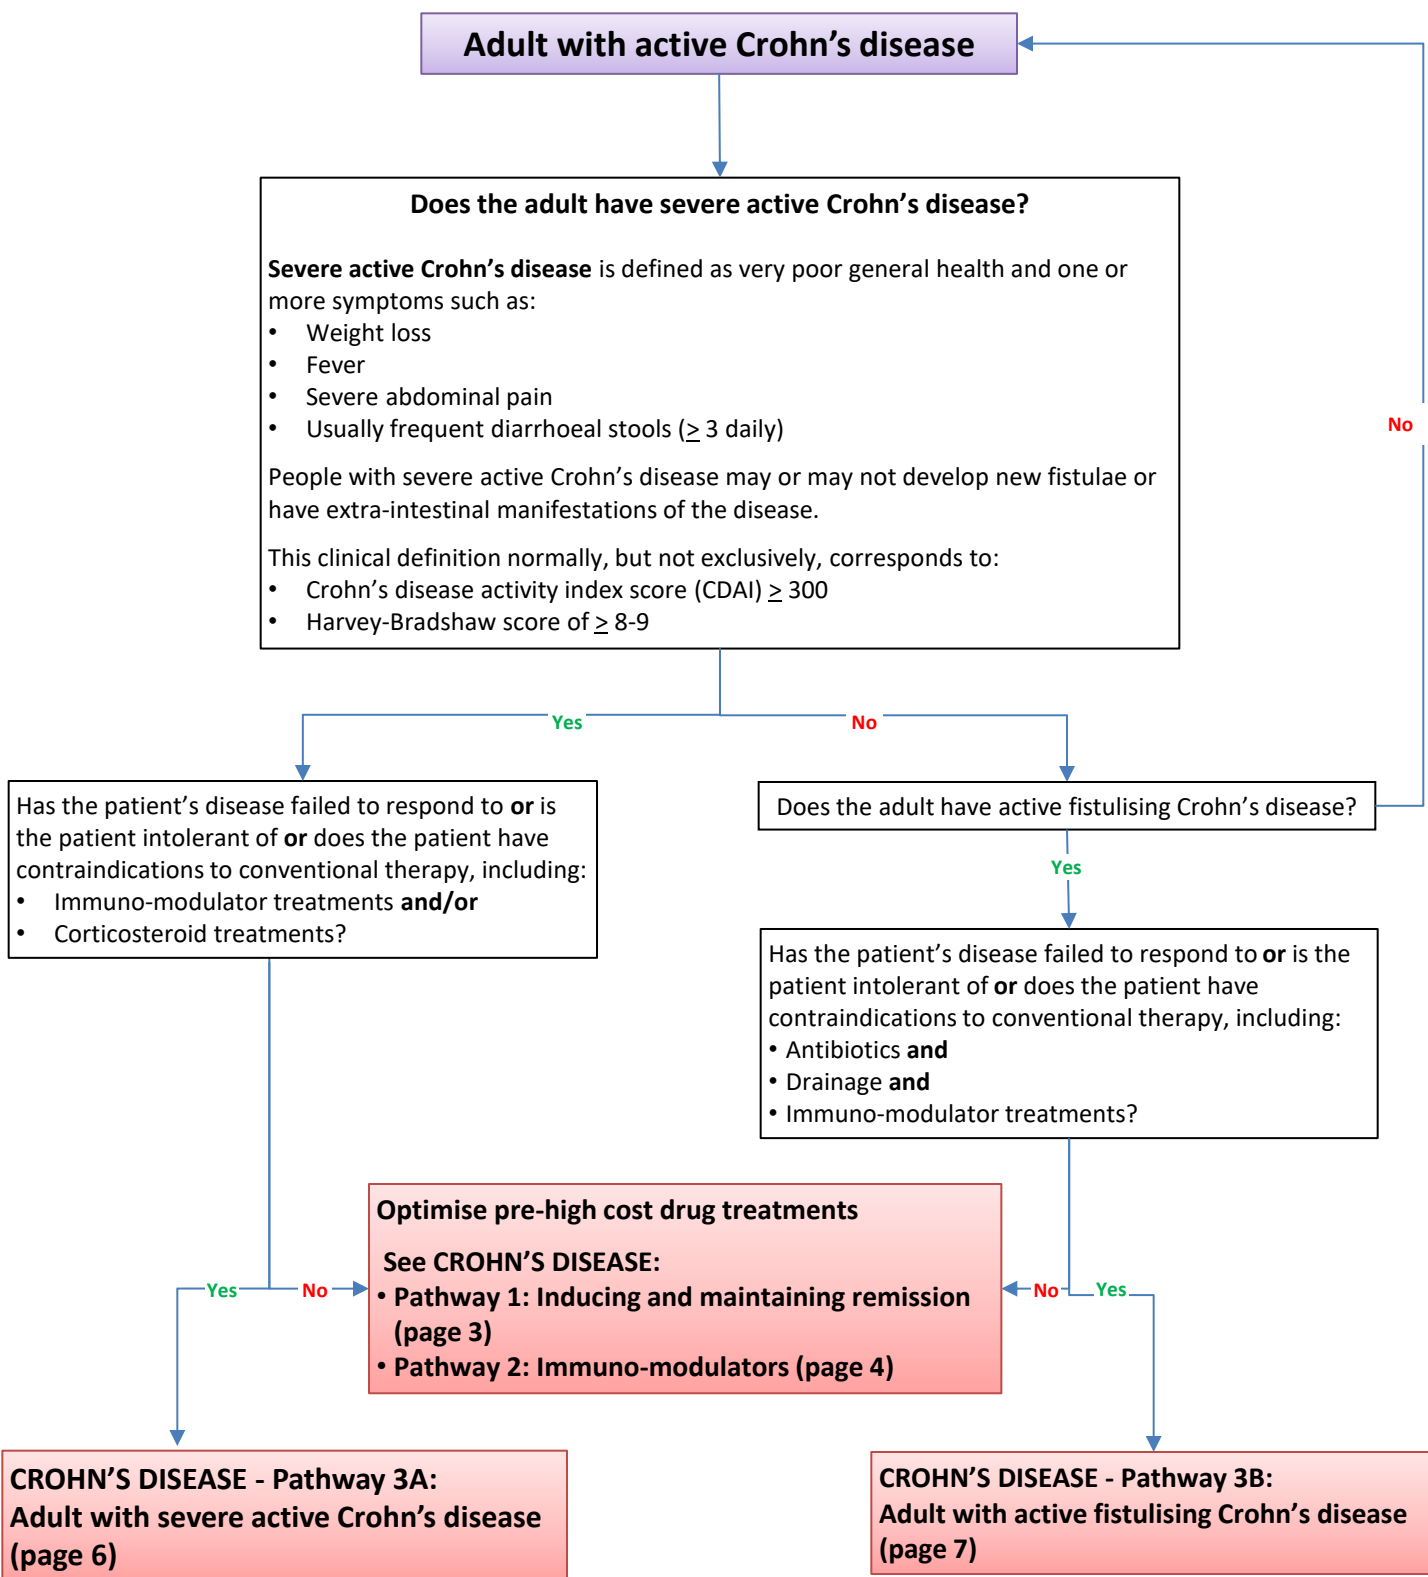 Adult with active Crohn's disease
Does the adult have severe active Crohn's disease?
Severe active Crohn's disease is defined as very poor general health and one or
more symptoms such as:
• Weight loss
• Fever
• Severe abdominal pain
• Usually frequent diarrhoeal stools (≥ 3 daily)
People with severe active Crohn's disease may or may not develop new fistulae or
have extra-intestinal manifestations of the disease.
This clinical definition normally, but not exclusively, corresponds to:
• Crohn's disease activity index score (CDAI) ≥ 300
• Harvey-Bradshaw score of ≥ 8-9
No
Yes
No
Has the patient's disease failed to respond to or is
the patient intolerant of or does the patient have
contraindications to conventional therapy, including:
• Immuno-modulator treatments and/or
• Corticosteroid treatments?
Does the adult have active fistulising Crohn's disease?
Yes
Has the patient's disease failed to respond to or is the
patient intolerant of or does the patient have
contraindications to conventional therapy, including:
• Antibiotics and
• Drainage and
• Immuno-modulator treatments?
Optimise pre-high cost drug treatments
See CROHN'S DISEASE:
• Pathway 1: Inducing and maintaining remission
(page 3)
• Pathway 2: Immuno-modulators (page 4)
Yes
No
No
Yes
CROHN'S DISEASE - Pathway 3A:
Adult with severe active Crohn's disease
(page 6)
CROHN'S DISEASE - Pathway 3B:
Adult with active fistulising Crohn's disease
(page 7)